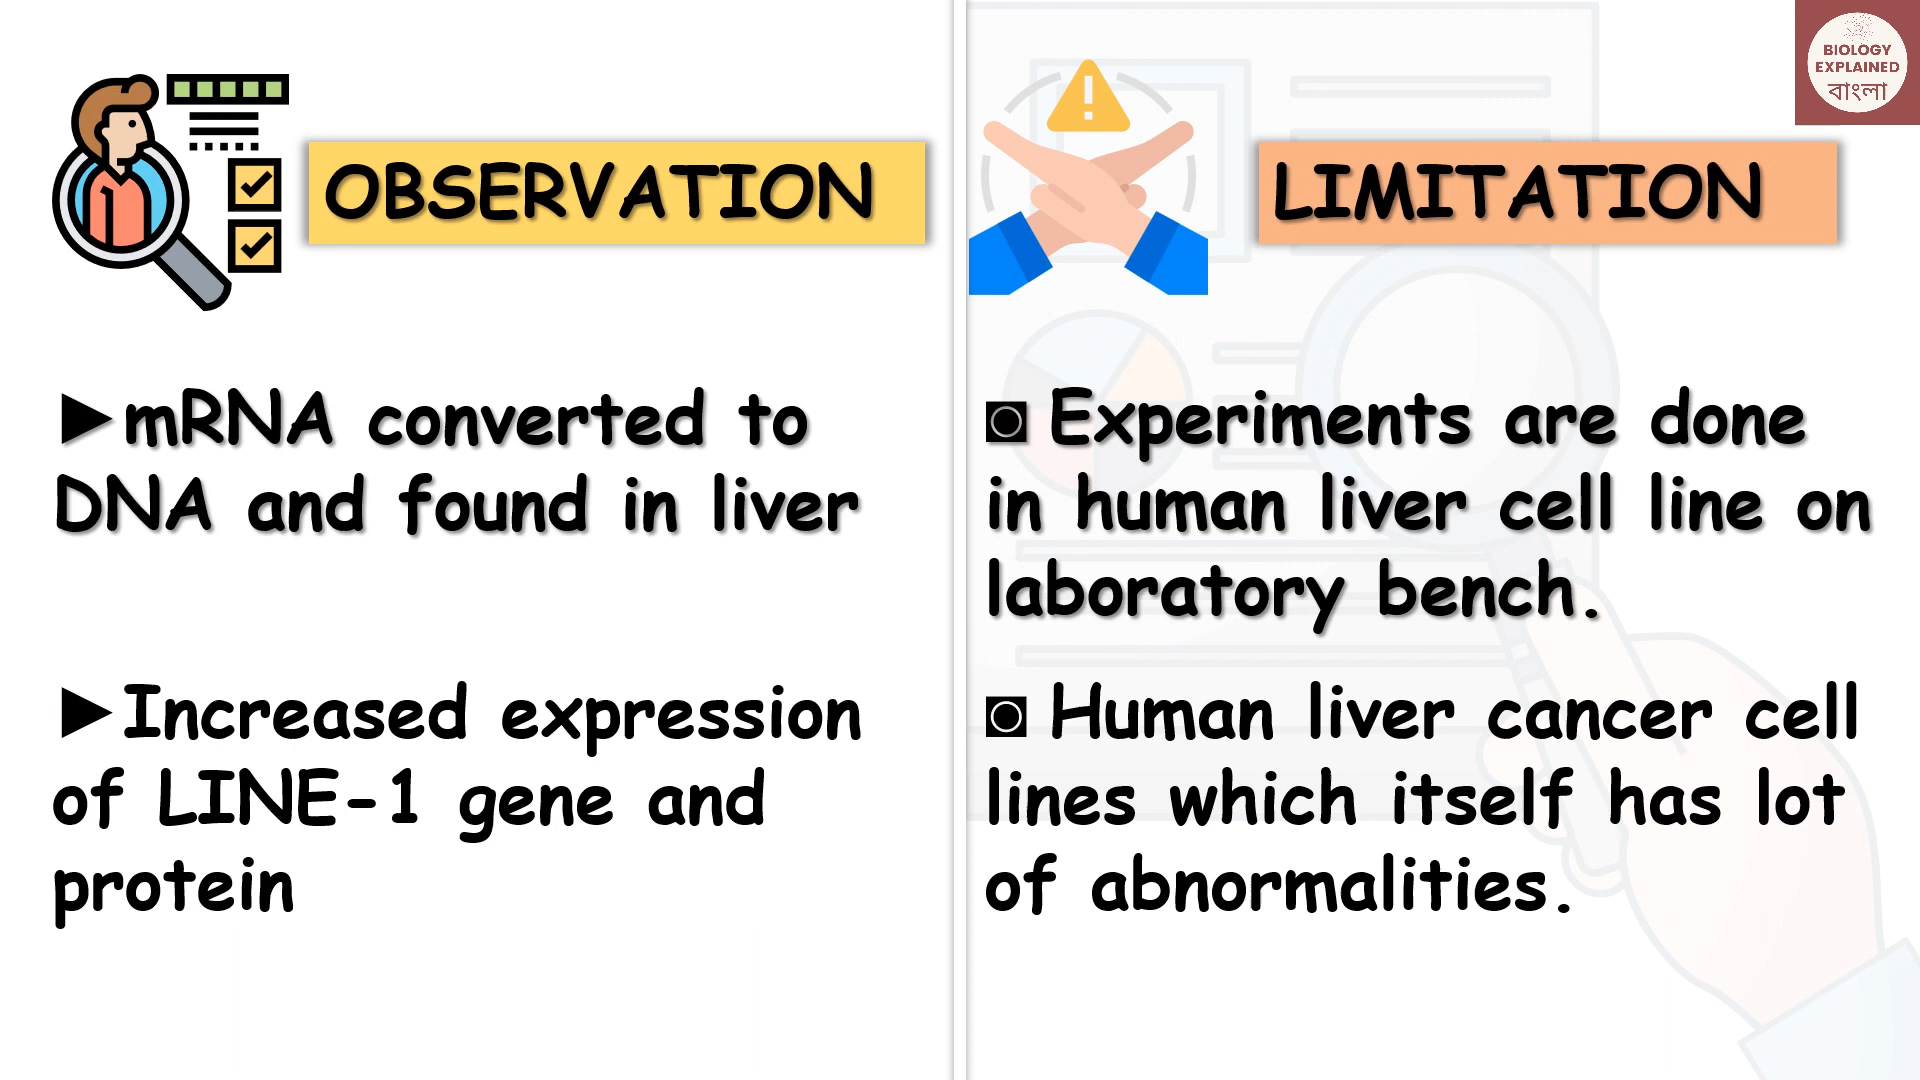 BIOLOGY
EXPLAINED
বাংলা
OBSERVATION
►mRNA converted to
DNA and found in liver
►Increased expression
of LINE-1 gene and
protein
LIMITATION
◙ Experiments are done
in human liver cell line on
laboratory bench.
◙ Human liver cancer cell
lines which itself has lot
of abnormalities.